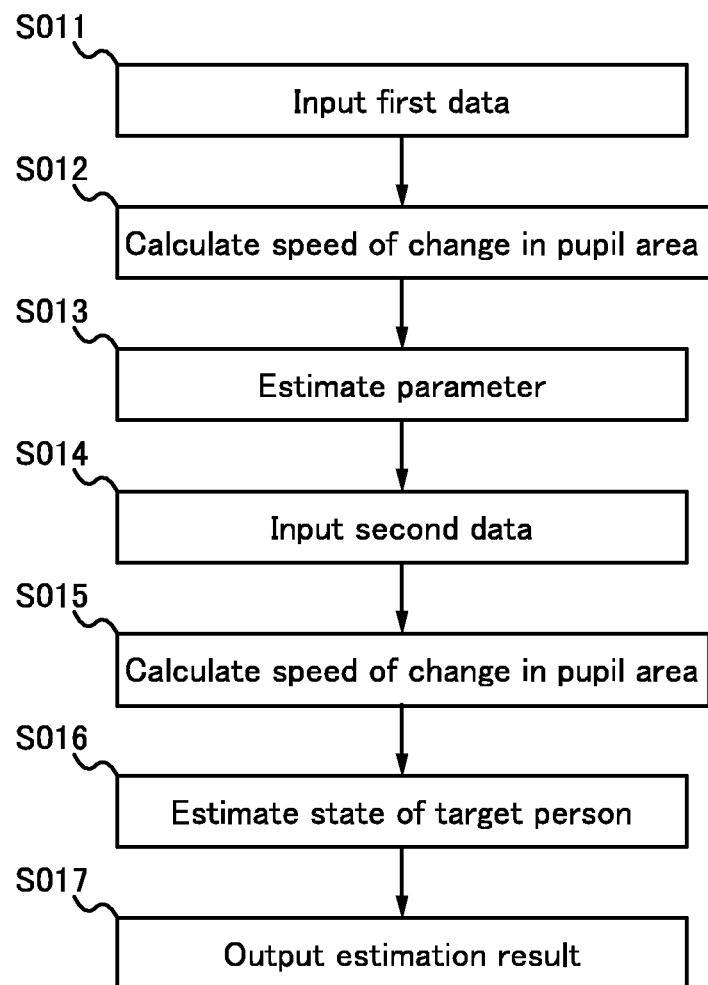 S011
Input first data
S012
Calculate speed of change in pupil area
S013
Estimate parameter
S014
Input second data
S015
Calculate speed of change in pupil area
S016
Estimate state of target person
S017
Output estimation result